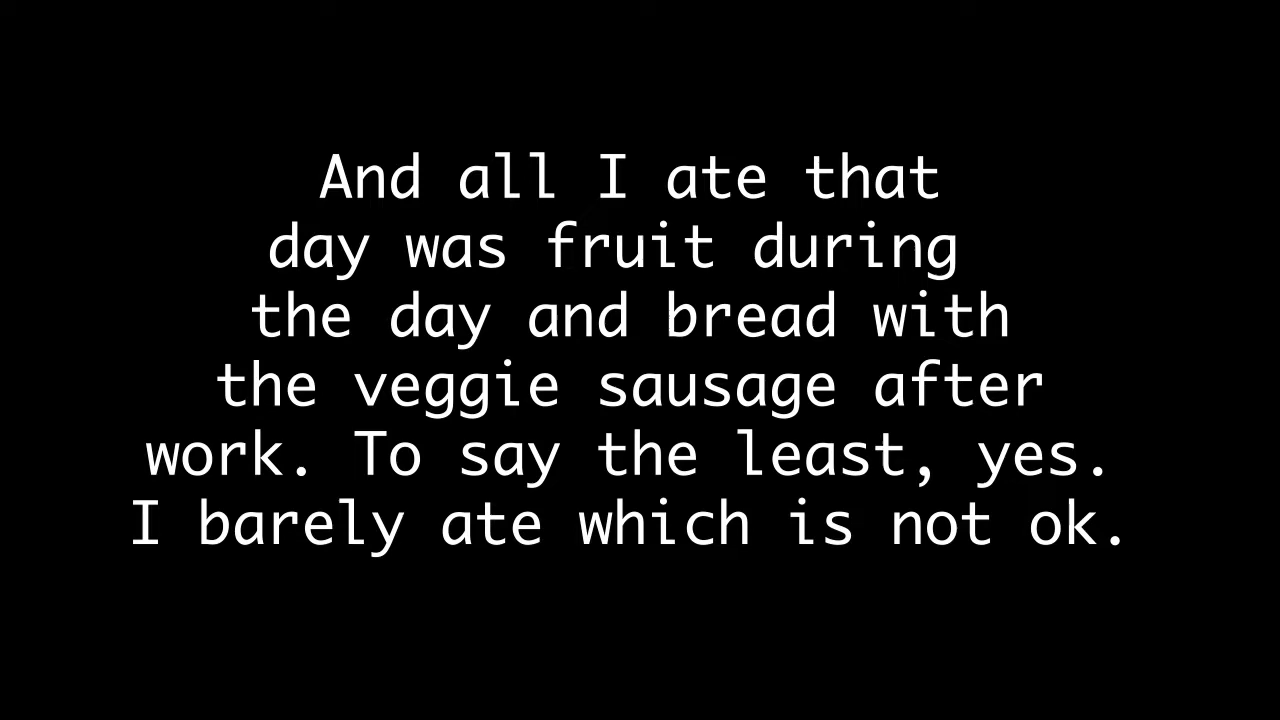 And all I ate that
day was fruit during
the day and bread with
the veggie sausage after
work. To say the least, yes.
I barely ate which is not ok.